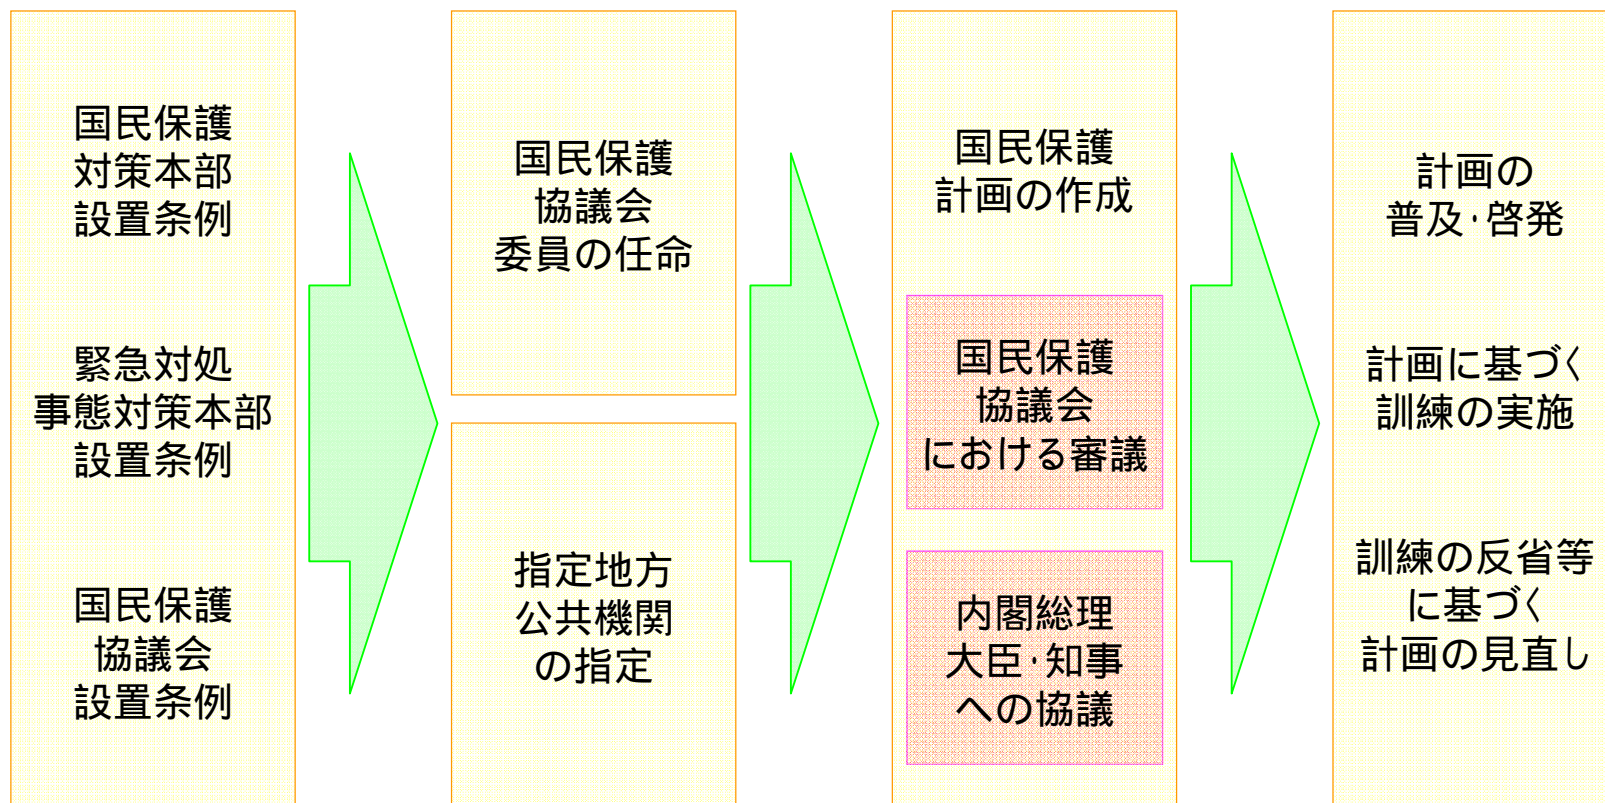 国民保護
対策本部
設置条例
緊急対処
事態対策本部
設置条例
国民保護
協議会
設置条例
国民保護
協議会
委員の任命
指定地方
公共機関
の指定
国民保護
計画の作成
国民保護
協議会
における審議
内閣総理
大臣・知事
への協議
計画の
普及・啓発
計画に基づく
訓練の実施
訓練の反省等
に基づく
計画の見直し